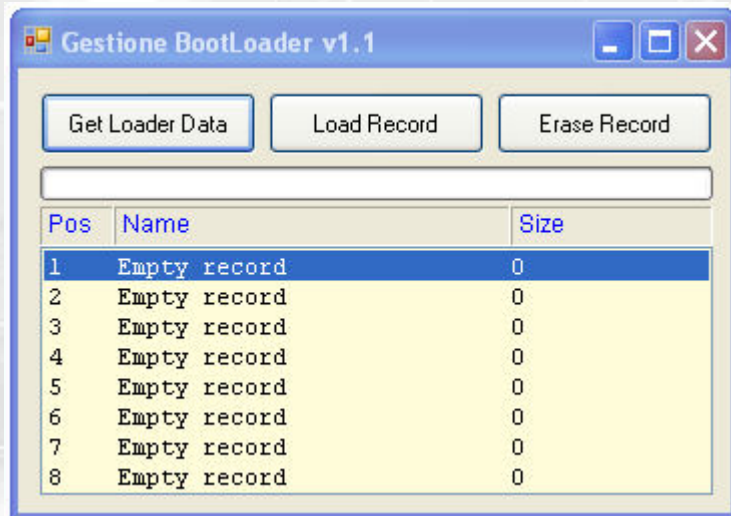 Gestione BootLoader v1.1
Get Loader Data Load Record Erase Record
Pos Name Size
1 Empty record 0
2 Empty record 0
3 Empty record 0
4 Empty record 0
5 Empty record 0
6 Empty record 0
7 Empty record 0
8 Empty record 0